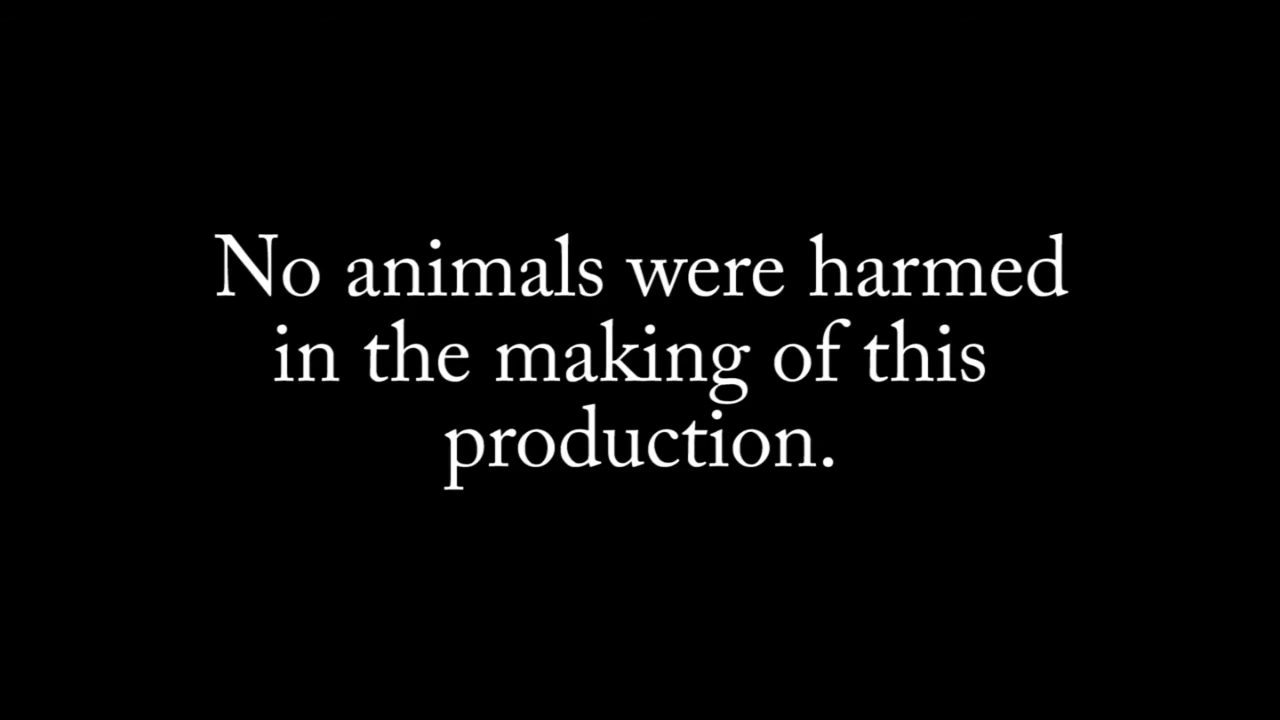 No animals were harmed
in the making of this
production.